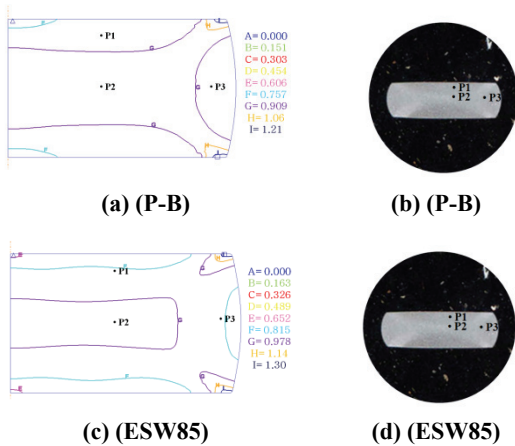 F
P1
H
G
A= 0.000
B= 0.151
C= 0.303
D= 0.454
E= 0.606
F= 0.757
G= 0.909
H= 1.06
I= 1.21
P2
G
P3
G
F
H
P1
P2
P3
(a) (P-B)
(b) (P-B)
E
F
P1
H
G
A= 0.000
B= 0.163
C= 0.326
D= 0.489
E= 0.652
F= 0.815
G= 0.978
H= 1.14
I= 1.30
P2
G
P3
F
G
E
H
P1
P2
P3
(c) (ESW85)
(d) (ESW85)